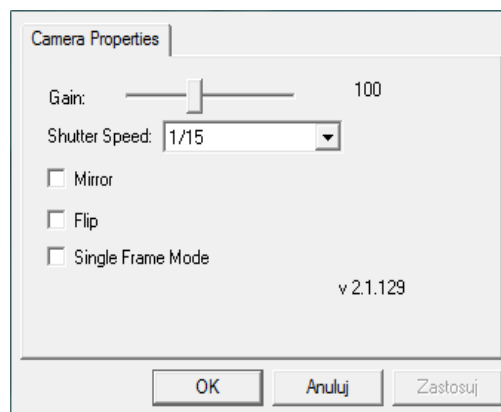 Camera Properties
Gain: 100
Shutter Speed: 1/15
Mirror
Flip
Single Frame Mode
v 2.1.129
OK Anuluj Zastosuj